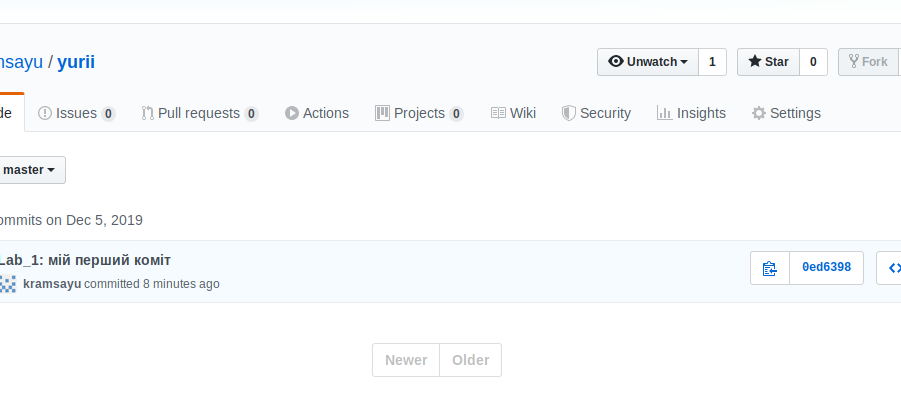 msayu / yurii
Unwatch 1 Star 0 Fork
de Issues 0 Pull requests 0 Actions Projects 0 Wiki Security Insights Settings
master
ommits on Dec 5, 2019
Lab_1: мій перший коміт
kramsayu committed 8 minutes ago
0ed6398
Newer Older